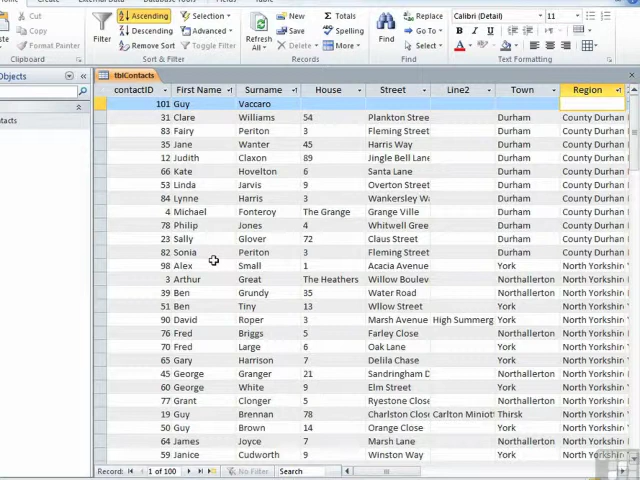 Cut
Copy
Format Painter
Filter
Ascending
Descending
Remove Sort
Selection
Advanced
Toggle Filter
Sort & Filter
Refresh
All
New
Save
Delete
Totals
Spelling
More
Records
Find
Replace
Go To
Select
Find
Calibri (Detail) 11
B I U
Text Formatting
Objects
tblContacts
contactID First Name Surname House Street Line2 Town Region
101 Guy Vaccaro
31 Clare Williams 54 Plankton Street Durham County Durham
83 Fairy Periton 3 Fleming Street Durham County Durham
35 Jane Wanter 45 Harris Way Durham County Durham
12 Judith Claxon 89 Jingle Bell Lane Durham County Durham
66 Kate Hovelton 6 Santa Lane Durham County Durham
53 Linda Jarvis 9 Overton Street Durham County Durham
84 Lynne Harris 3 Wankersley W Durham County Durham
4 Michael Fonteroy The Grange Grange Ville Durham County Durham
78 Philip Jones 4 Whitwell Green Durham County Durham
23 Sally Glover 72 Claus Street Durham County Durham
82 Sonia Periton 3 Fleming Street Durham County Durham
98 Alex Small 1 Acacia Avenue York North Yorkshire
3 Arthur Great The Heathers Willow Boulev Northallerton North Yorkshire
39 Ben Grundy 35 Water Road Northallerton North Yorkshire
51 Ben Tiny 13 Wllow Street York North Yorkshire
90 David Roper 3 Marsh Avenue High Summerg York North Yorkshire
76 Fred Briggs 5 Farley Close Northallerton North Yorkshire
70 Fred Large 6 Oak Lane York North Yorkshire
65 Gary Harrison 7 Delila Chase York North Yorkshire
45 George Granger 21 Sandringham D Northallerton North Yorkshire
60 George White 9 Elm Street York North Yorkshire
77 Grant Clonger 5 Ryestone Close Northallerton North Yorkshire
19 Guy Brennan 78 Charlston Clos Carlton Miniott Thirsk North Yorkshire
50 Guy Brown 14 Orange Close York North Yorkshire
64 James Joyce 7 Marsh Lane Northallerton North Yorkshire
59 Janice Cudworth 9 Winston Way York North Yorkshire
Record: 1 of 100 No Filter Search